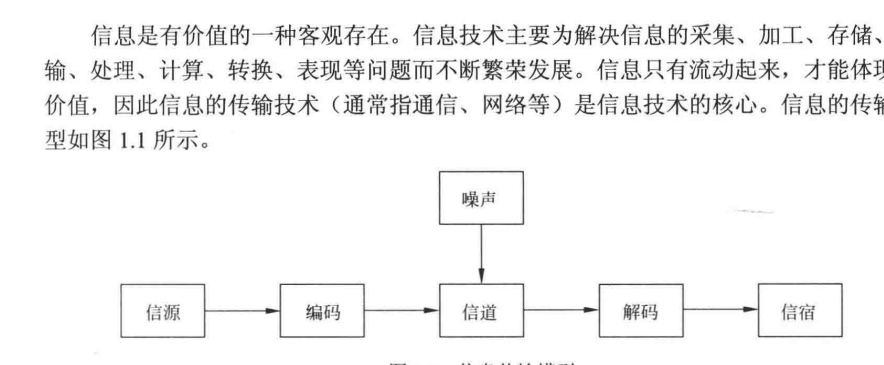 信息是有价值的一种客观存在。信息技术主要为解决信息的采集、加工、存储、
输、处理、计算、转换、表现等问题而不断繁荣发展。信息只有流动起来,才能体现
价值,因此信息的传输技术(通常指通信、网络等)是信息技术的核心。信息的传输
型如图 1.1 所示。
噪声
信源 编码 信道 解码 信宿